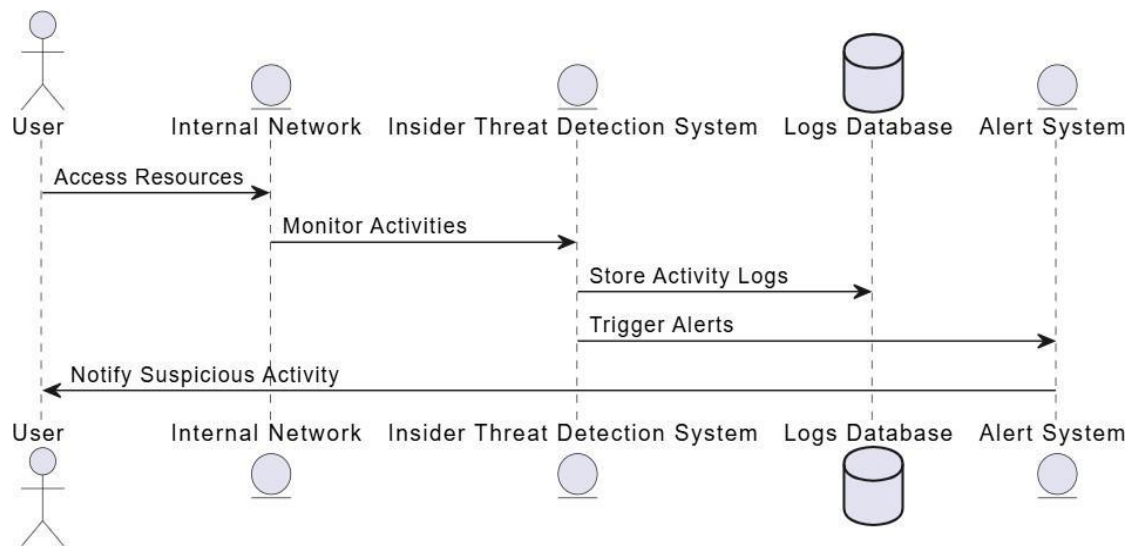 User Internal Network Insider Threat Detection System Logs Database Alert System
Access Resources
Monitor Activities
Store Activity Logs
Trigger Alerts
Notify Suspicious Activity
User Internal Network Insider Threat Detection System Logs Database Alert System